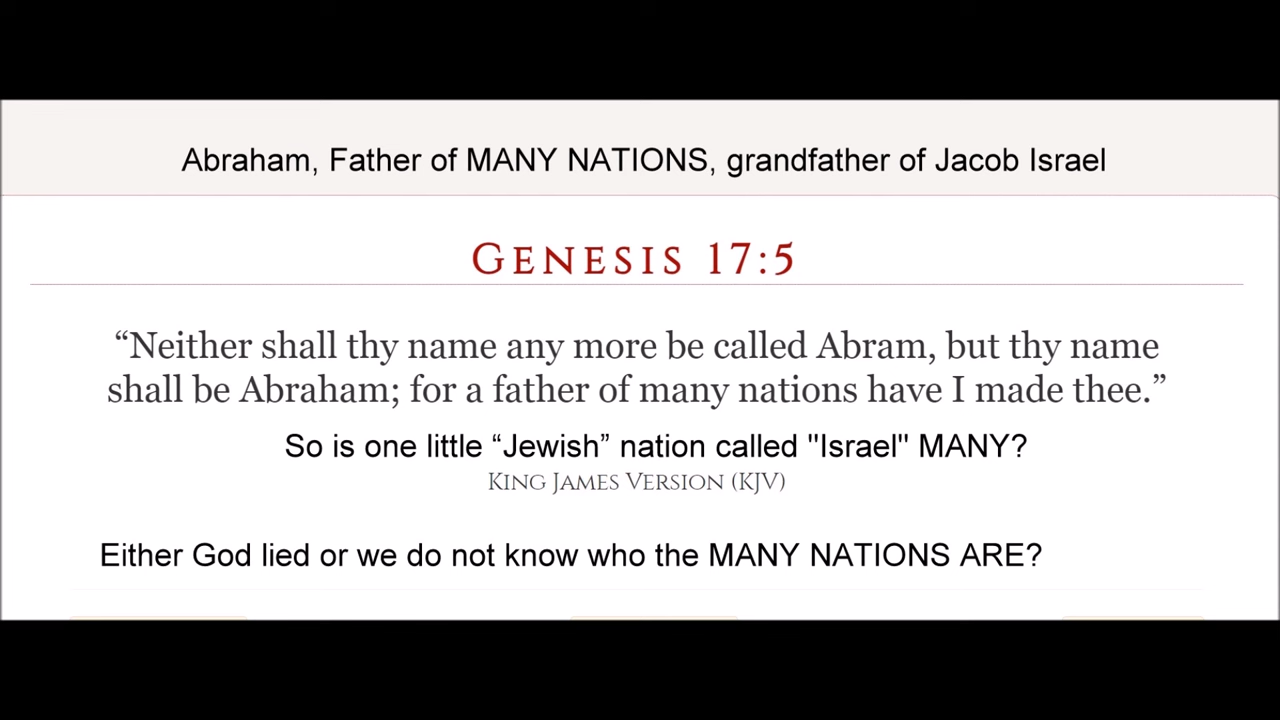 Abraham, Father of MANY NATIONS, grandfather of Jacob Israel
GENESIS 17:5
“Neither shall thy name any more be called Abram, but thy name
shall be Abraham; for a father of many nations have I made thee.”
So is one little “Jewish” nation called "Israel" MANY?
KING JAMES VERSION (KJV)
Either God lied or we do not know who the MANY NATIONS ARE?